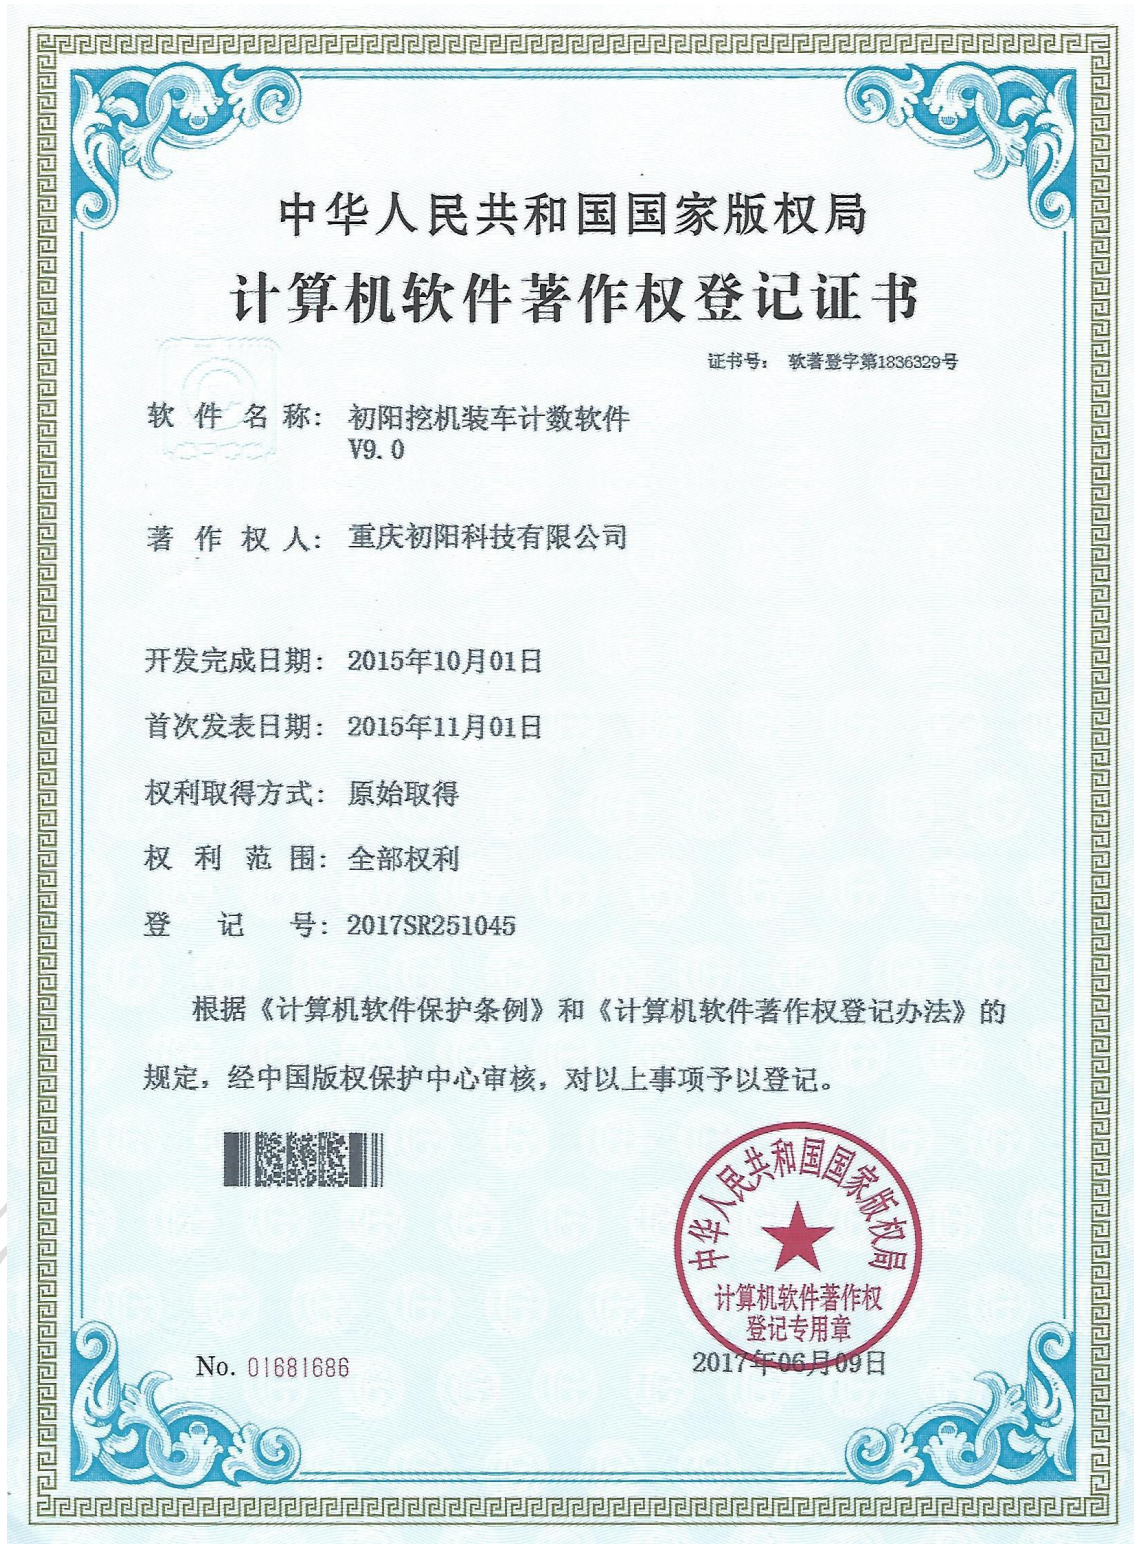 中华人民共和国国家版权局
计算机软件著作权登记证书
证书号： 软著登字第1836329号
软件名称： 初阳挖机装车计数软件
V9.0
著作权人： 重庆初阳科技有限公司
开发完成日期： 2015年10月01日
首次发表日期： 2015年11月01日
权利取得方式： 原始取得
权利范围： 全部权利
登记号： 2017SR251045
根据《计算机软件保护条例》和《计算机软件著作权登记办法》的
规定，经中国版权保护中心审核，对以上事项予以登记。
中华人民共和国国家版权局
计算机软件著作权
登记专用章
No. 01681686
2017年06月09日